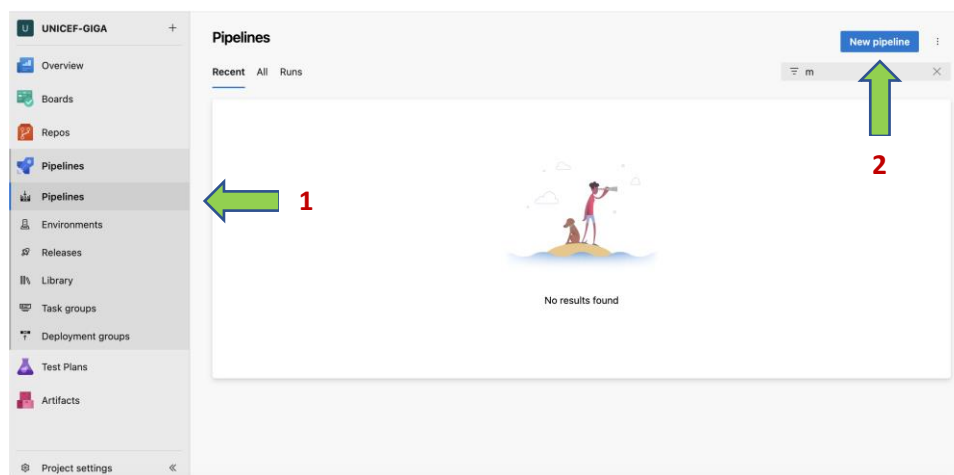 U UNICEF-GIGA +
Overview
Boards
Repos
Pipelines
Pipelines
Environments
Releases
Library
Task groups
Deployment groups
Test Plans
Artifacts
Project settings
Pipelines
New pipeline
Recent All Runs
m
1
2
No results found